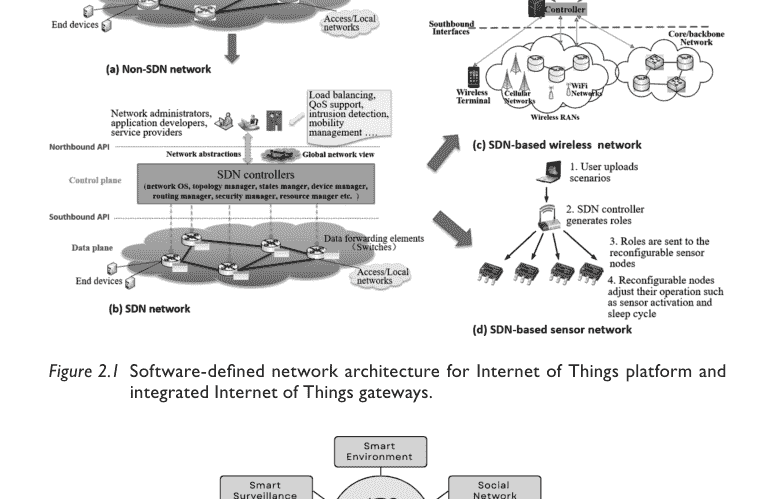 End devices
Access/Local
networks
(a) Non-SDN network
Network administrators,
application developers,
service providers
Load balancing,
QoS support,
intrusion detection,
mobility
management ....
Northbound API
Network abstractions
Global network view
Control plane
SDN controllers
(network OS, topology manager, states manger, device manager,
routing manager, security manager, resource manger etc. )
Southbound API
Data plane
Data forwarding elements
(Switches)
End devices
Access/Local
networks
(b) SDN network
Controller
Southbound
Interfaces
Core/backbone
Network
Wireless
Terminal
Cellular
Networks
WiFi
Networks
Wireless RANs
(c) SDN-based wireless network
1. User uploads
scenarios
2. SDN controller
generates roles
3. Roles are sent to the
reconfigurable sensor
nodes
4. Reconfigurable nodes
adjust their operation such
as sensor activation and
sleep cycle
(d) SDN-based sensor network
Figure 2.1 Software-defined network architecture for Internet of Things platform and
integrated Internet of Things gateways.
Smart
Environment
Smart
Surveillance
Social
Network